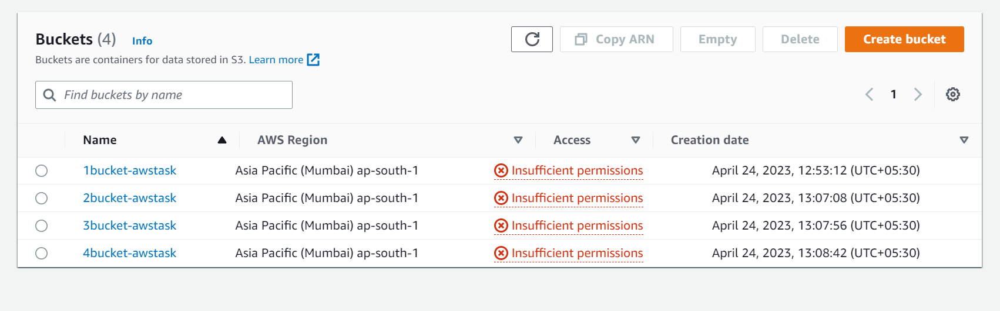 Buckets (4) Info
Copy ARN Empty Delete Create bucket
Buckets are containers for data stored in S3. Learn more
Find buckets by name
1
Name AWS Region Access Creation date
1bucket-awstask Asia Pacific (Mumbai) ap-south-1 Insufficient permissions April 24, 2023, 12:53:12 (UTC+05:30)
2bucket-awstask Asia Pacific (Mumbai) ap-south-1 Insufficient permissions April 24, 2023, 13:07:08 (UTC+05:30)
3bucket-awstask Asia Pacific (Mumbai) ap-south-1 Insufficient permissions April 24, 2023, 13:07:56 (UTC+05:30)
4bucket-awstask Asia Pacific (Mumbai) ap-south-1 Insufficient permissions April 24, 2023, 13:08:42 (UTC+05:30)